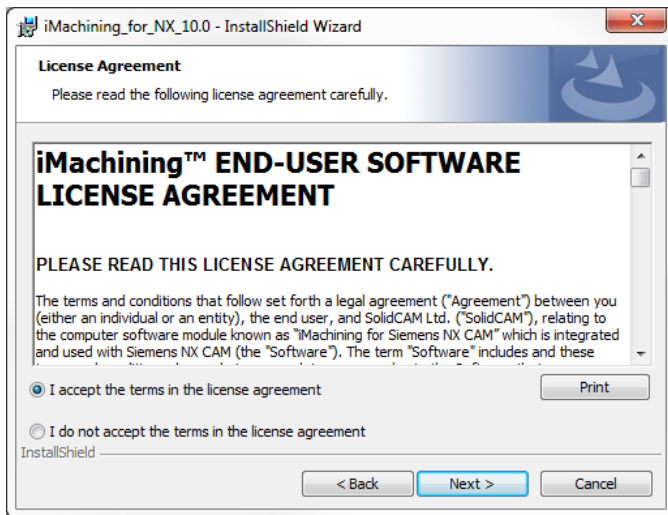 iMachining_for_NX_10.0 - InstallShield Wizard
License Agreement
Please read the following license agreement carefully.
iMachining™ END-USER SOFTWARE
LICENSE AGREEMENT
PLEASE READ THIS LICENSE AGREEMENT CAREFULLY.
The terms and conditions that follow set forth a legal agreement ("Agreement") between you
(either an individual or an entity), the end user, and SolidCAM Ltd. ("SolidCAM"), relating to
the computer software module known as “iMachining for Siemens NX CAM” which is integrated
and used with Siemens NX CAM (the "Software"). The term "Software" includes and these
I accept the terms in the license agreement
Print
I do not accept the terms in the license agreement
InstallShield
< Back
Next >
Cancel